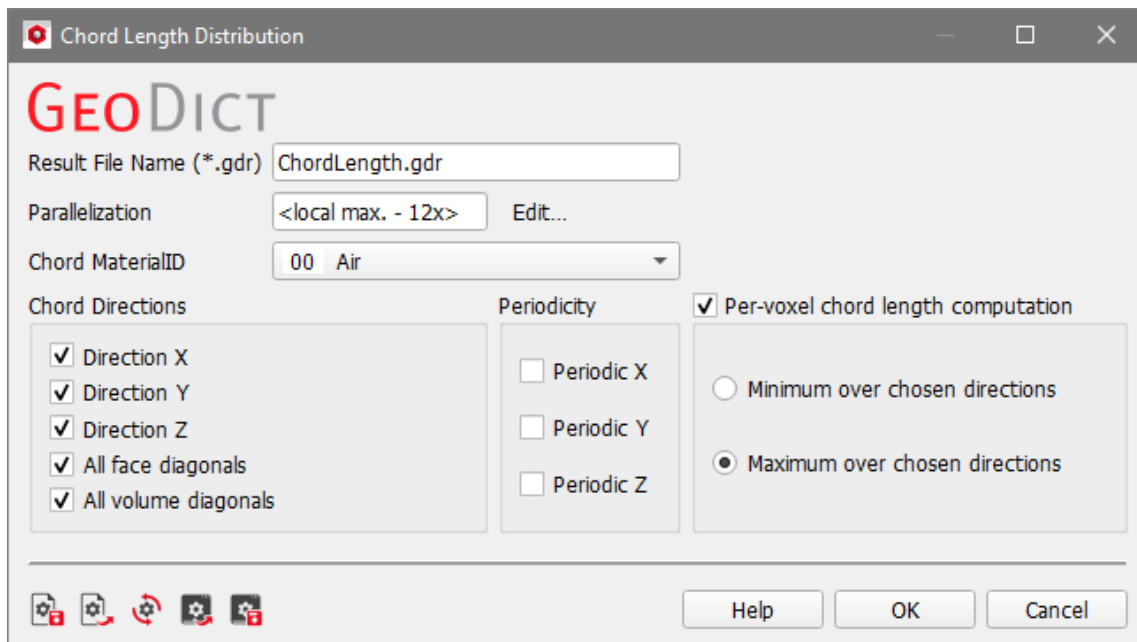 Chord Length Distribution
GEODICT
Result File Name (*.gdr) ChordLength.gdr
Parallelization <local max. - 12x> Edit...
Chord MaterialID 00 Air
Chord Directions Periodicity Per-voxel chord length computation
Direction X
Direction Y
Direction Z
All face diagonals
All volume diagonals
Periodic X
Periodic Y
Periodic Z
Minimum over chosen directions
Maximum over chosen directions
Help OK Cancel